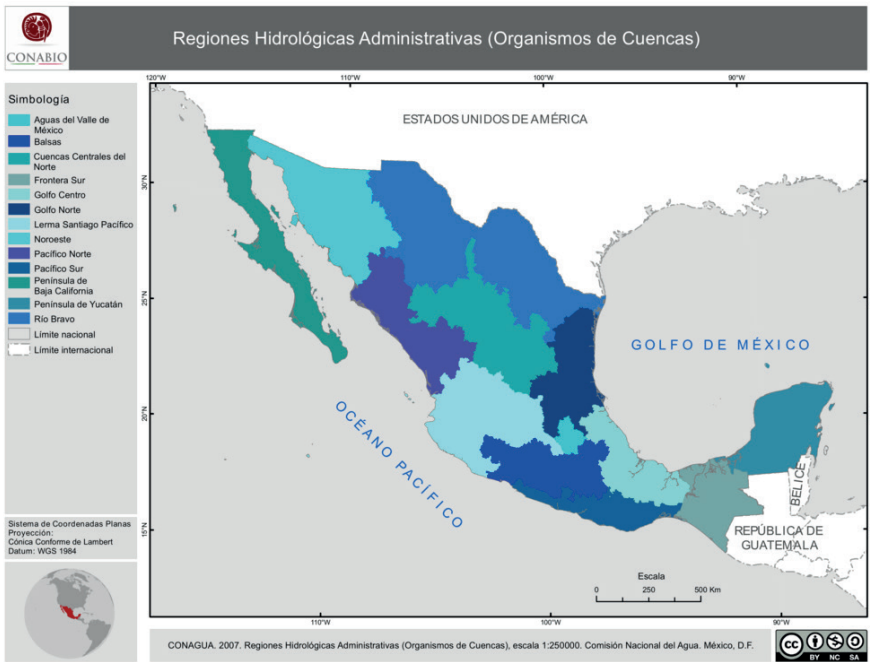 CONABIO
Regiones Hidrológicas Administrativas (Organismos de Cuencas)
120°W
110°W
100°W
90°W
Simbología
Aguas del Valle de
México
Balsas
Cuencas Centrales del
Norte
Frontera Sur
Golfo Centro
Golfo Norte
Lerma Santiago Pacífico
Noroeste
Pacífico Norte
Pacífico Sur
Península de
Baja California
Península de Yucatán
Río Bravo
Límite nacional
Límite internacional
ESTADOS UNIDOS DE AMÉRICA
30°N
25°N
20°N
15°N
GOLFO DE MÉXICO
OCÉANO PACÍFICO
BELICE
REPÚBLICA DE
GUATEMALA
Escala
0 250 500 Km
Sistema de Coordenadas Planas
Proyección:
Cónica Conforme de Lambert
Datum: WGS 1984
110°W
100°W
90°W
CONAGUA. 2007. Regiones Hidrológicas Administrativas (Organismos de Cuencas), escala 1:250000. Comisión Nacional del Agua. México, D.F.
cc
BY NC SA